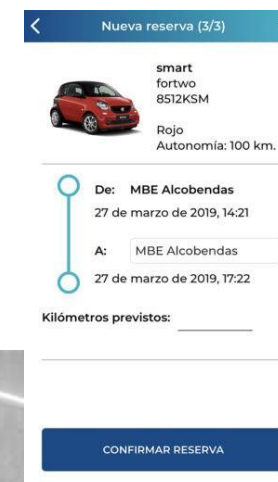 Nueva reserva (3/3)
smart
fortwo
8512KSM
Rojo
Autonomía: 100 km.
De: MBE Alcobendas
27 de marzo de 2019, 14:21
A: MBE Alcobendas
27 de marzo de 2019, 17:22
Kilómetros previstos:
CONFIRMAR RESERVA